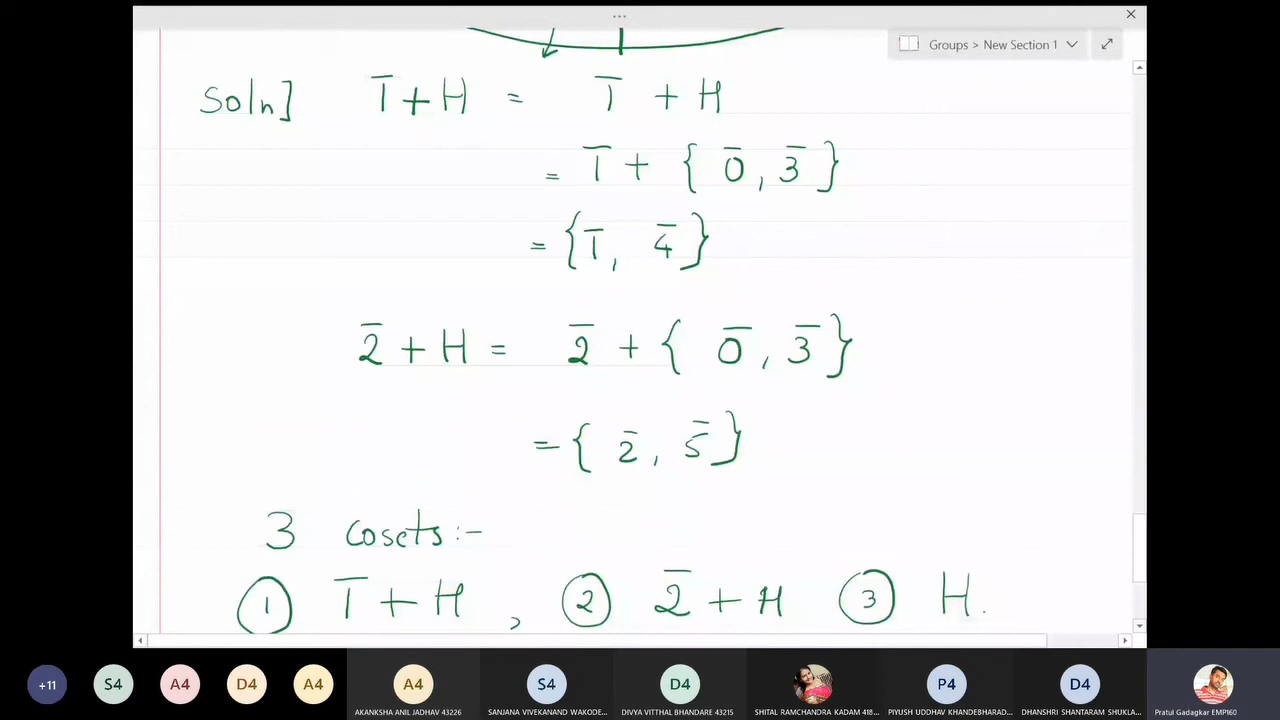 Groups > New Section 1
Soln] 1̅ + H = 1̅ + H
= 1̅ + { 0̅ , 3̅ }
= { 1̅ , 4̅ }
2̅ + H = 2̅ + { 0̅ , 3̅ }
= { 2̅ , 5̅ }
3 Cosets :-
① 1̅ + H , ② 2̅ + H ③ H .
+11 S4 A4 D4 A4 A4 S4 D4 P4 D4
AKANKSHA ANIL JADHAV 43226 SANJANA VIVEKANAND WAKODE... DIVYA VITTHAL BHANDARE 43215 SHITAL RAMCHANDRA KADAM 418... PIYUSH UDDHAV KHANDEBHARAD... DHANSHRI SHANTARAM SHUKLA... Pratul Gadagkar EMP160